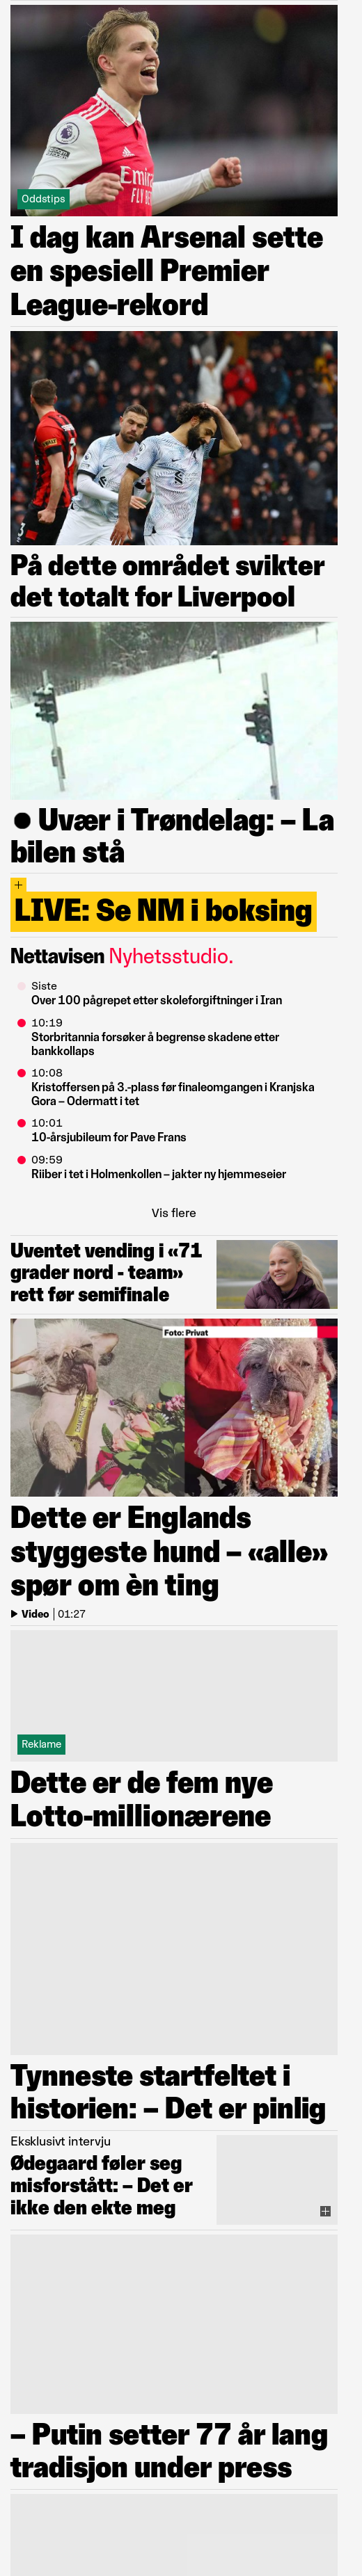 Emirates
FLY BETTER
Oddstips
I dag kan Arsenal sette
en spesiell Premier
League-rekord
På dette området svikter
det totalt for Liverpool
● Uvær i Trøndelag: – La
bilen stå
+
LIVE: Se NM i boksing
Nettavisen Nyhetsstudio.
Siste
Over 100 pågrepet etter skoleforgiftninger i Iran
10:19
Storbritannia forsøker å begrense skadene etter
bankkollaps
10:08
Kristoffersen på 3.-plass før finaleomgangen i Kranjska
Gora – Odermatt i tet
10:01
10-årsjubileum for Pave Frans
09:59
Riiber i tet i Holmenkollen – jakter ny hjemmeseier
Vis flere
Uventet vending i «71
grader nord - team»
rett før semifinale
Foto: Privat
Dette er Englands
styggeste hund – «alle»
spør om èn ting
Video | 01:27
Reklame
Dette er de fem nye
Lotto-millionærene
Tynneste startfeltet i
historien: – Det er pinlig
Eksklusivt intervju
Ødegaard føler seg
misforstått: – Det er
ikke den ekte meg
– Putin setter 77 år lang
tradisjon under press